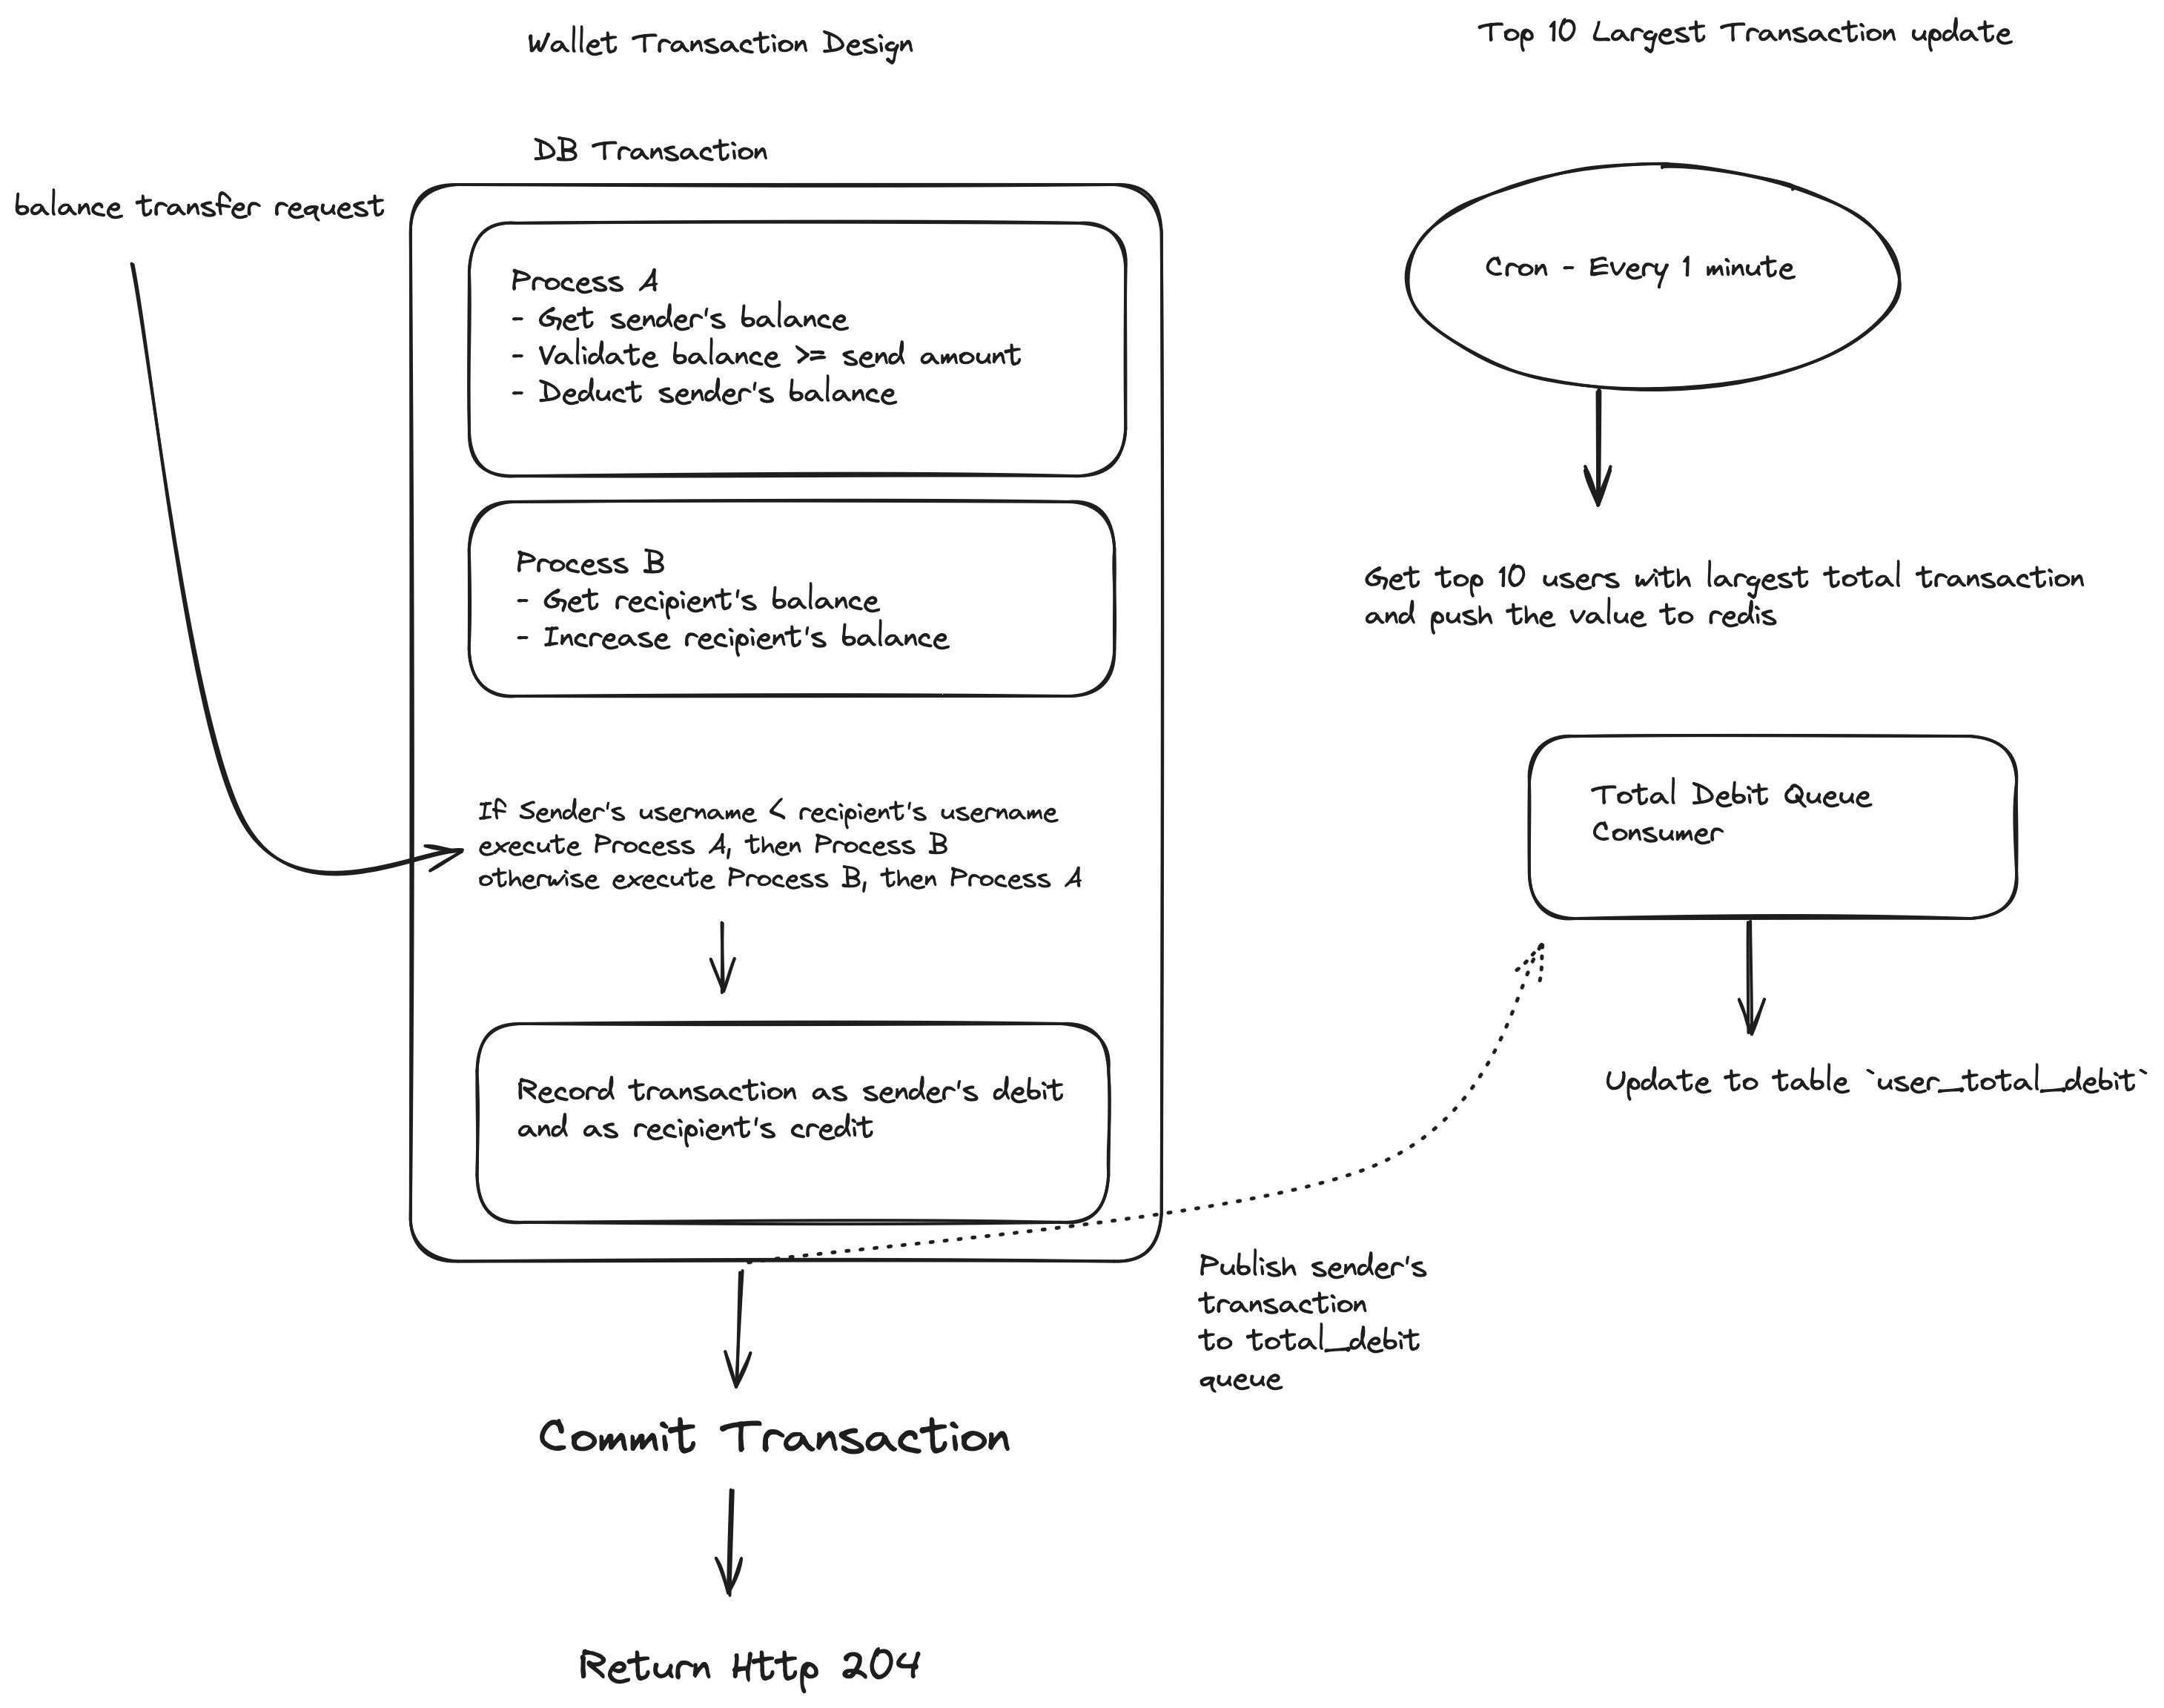 Wallet Transaction Design
Top 10 Largest Transaction update
DB Transaction
balance transfer request
Process A
- Get sender's balance
- Validate balance >= send amount
- Deduct sender's balance
Process B
- Get recipient's balance
- Increase recipient's balance
If Sender's username < recipient's username
execute Process A, then Process B
otherwise execute Process B, then Process A
Record transaction as sender's debit
and as recipient's credit
Commit Transaction
Return Http 204
Cron - Every 1 minute
Get top 10 users with largest total transaction
and push the value to redis
Total Debit Queue
Consumer
Update to table `user_total_debit`
Publish sender's
transaction
to total_debit
queue